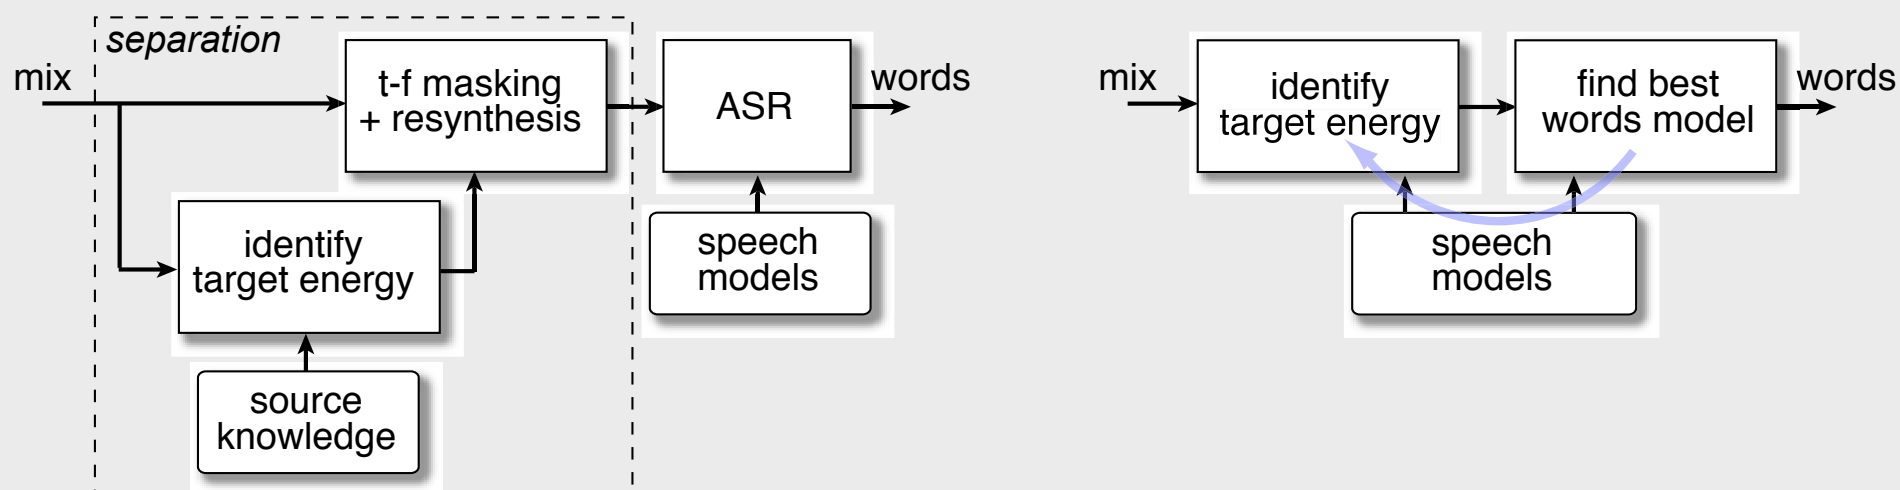 separation
mix
t-f masking
+ resynthesis
ASR
words
identify
target energy
speech
models
source
knowledge
mix
identify
target energy
find best
words model
words
speech
models